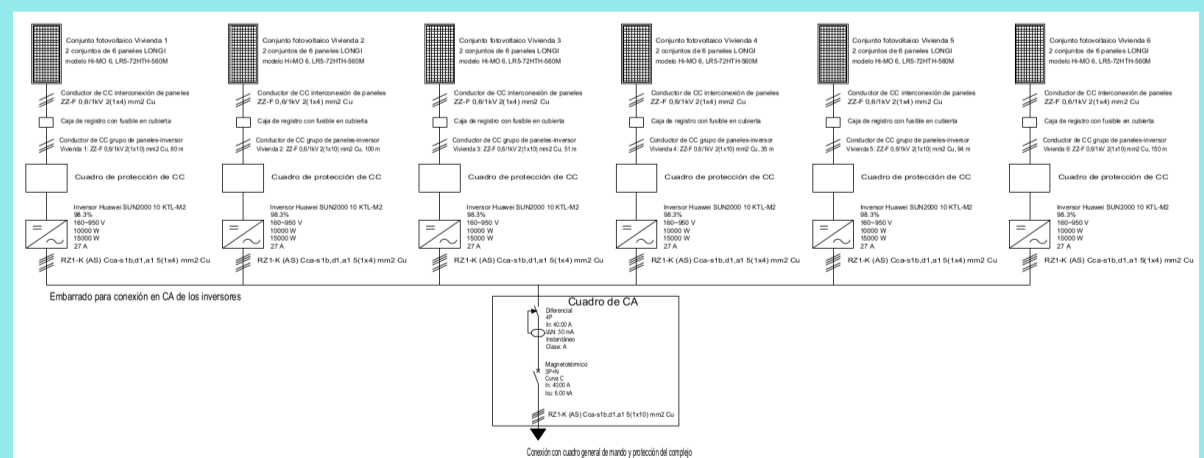 Conjunto fotovoltaico Vivienda 1
2 conjuntos de 6 paneles LONGI
modelo Hi-MO 6, LR5-72HTH-560M
Conductor de CC interconexión de paneles
ZZ-F 0,6/1kV 2(1x4) mm2 Cu
Caja de registro con fusible en cubierta
Conductor de CC grupo de paneles-inversor
Vivienda 1: ZZ-F 0,6/1kV 2(1x10) mm2 Cu, 80 m
Cuadro de protección de CC
Inversor Huawei SUN2000 10 KTL-M2
98.3%
160~950 V
10000 W
15000 W
27 A
RZ1-K (AS) Cca-s1b,d1,a1 5(1x4) mm2 Cu
Conjunto fotovoltaico Vivienda 2
2 conjuntos de 6 paneles LONGI
modelo Hi-MO 6, LR5-72HTH-560M
Conductor de CC interconexión de paneles
ZZ-F 0,6/1kV 2(1x4) mm2 Cu
Caja de registro con fusible en cubierta
Conductor de CC grupo de paneles-inversor
Vivienda 2: ZZ-F 0,6/1kV 2(1x10) mm2 Cu, 100 m
Cuadro de protección de CC
Inversor Huawei SUN2000 10 KTL-M2
98.3%
160~950 V
10000 W
15000 W
27 A
RZ1-K (AS) Cca-s1b,d1,a1 5(1x4) mm2 Cu
Conjunto fotovoltaico Vivienda 3
2 conjuntos de 6 paneles LONGI
modelo Hi-MO 6, LR5-72HTH-560M
Conductor de CC interconexión de paneles
ZZ-F 0,6/1kV 2(1x4) mm2 Cu
Caja de registro con fusible en cubierta
Conductor de CC grupo de paneles-inversor
Vivienda 3: ZZ-F 0,6/1kV 2(1x10) mm2 Cu, 51 m
Cuadro de protección de CC
Inversor Huawei SUN2000 10 KTL-M2
98.3%
160~950 V
10000 W
15000 W
27 A
RZ1-K (AS) Cca-s1b,d1,a1 5(1x4) mm2 Cu
Conjunto fotovoltaico Vivienda 4
2 conjuntos de 6 paneles LONGI
modelo Hi-MO 6, LR5-72HTH-560M
Conductor de CC interconexión de paneles
ZZ-F 0,6/1kV 2(1x4) mm2 Cu
Caja de registro con fusible en cubierta
Conductor de CC grupo de paneles-inversor
Vivienda 4: ZZ-F 0,6/1kV 2(1x10) mm2 Cu, 35 m
Cuadro de protección de CC
Inversor Huawei SUN2000 10 KTL-M2
98.3%
160~950 V
10000 W
15000 W
27 A
RZ1-K (AS) Cca-s1b,d1,a1 5(1x4) mm2 Cu
Conjunto fotovoltaico Vivienda 5
2 conjuntos de 6 paneles LONGI
modelo Hi-MO 6, LR5-72HTH-560M
Conductor de CC interconexión de paneles
ZZ-F 0,6/1kV 2(1x4) mm2 Cu
Caja de registro con fusible en cubierta
Conductor de CC grupo de paneles-inversor
Vivienda 5: ZZ-F 0,6/1kV 2(1x10) mm2 Cu, 94 m
Cuadro de protección de CC
Inversor Huawei SUN2000 10 KTL-M2
98.3%
160~950 V
10000 W
15000 W
27 A
RZ1-K (AS) Cca-s1b,d1,a1 5(1x4) mm2 Cu
Conjunto fotovoltaico Vivienda 6
2 conjuntos de 6 paneles LONGI
modelo Hi-MO 6, LR5-72HTH-560M
Conductor de CC interconexión de paneles
ZZ-F 0,6/1kV 2(1x4) mm2 Cu
Caja de registro con fusible en cubierta
Conductor de CC grupo de paneles-inversor
Vivienda 6: ZZ-F 0,6/1kV 2(1x10) mm2 Cu, 150 m
Cuadro de protección de CC
Inversor Huawei SUN2000 10 KTL-M2
98.3%
160~950 V
10000 W
15000 W
27 A
RZ1-K (AS) Cca-s1b,d1,a1 5(1x4) mm2 Cu
Embarrado para conexión en CA de los inversores
Cuadro de CA
Diferencial
4P
In: 40.00 A
IΔN: 30 mA
Instantáneo
Clase: A
Magnetotérmico
3P+N
Curva C
In: 40.00 A
Icu: 6.00 kA
RZ1-K (AS) Cca-s1b,d1,a1 5(1x10) mm2 Cu
Conexión con cuadro general de mando y protección del complejo